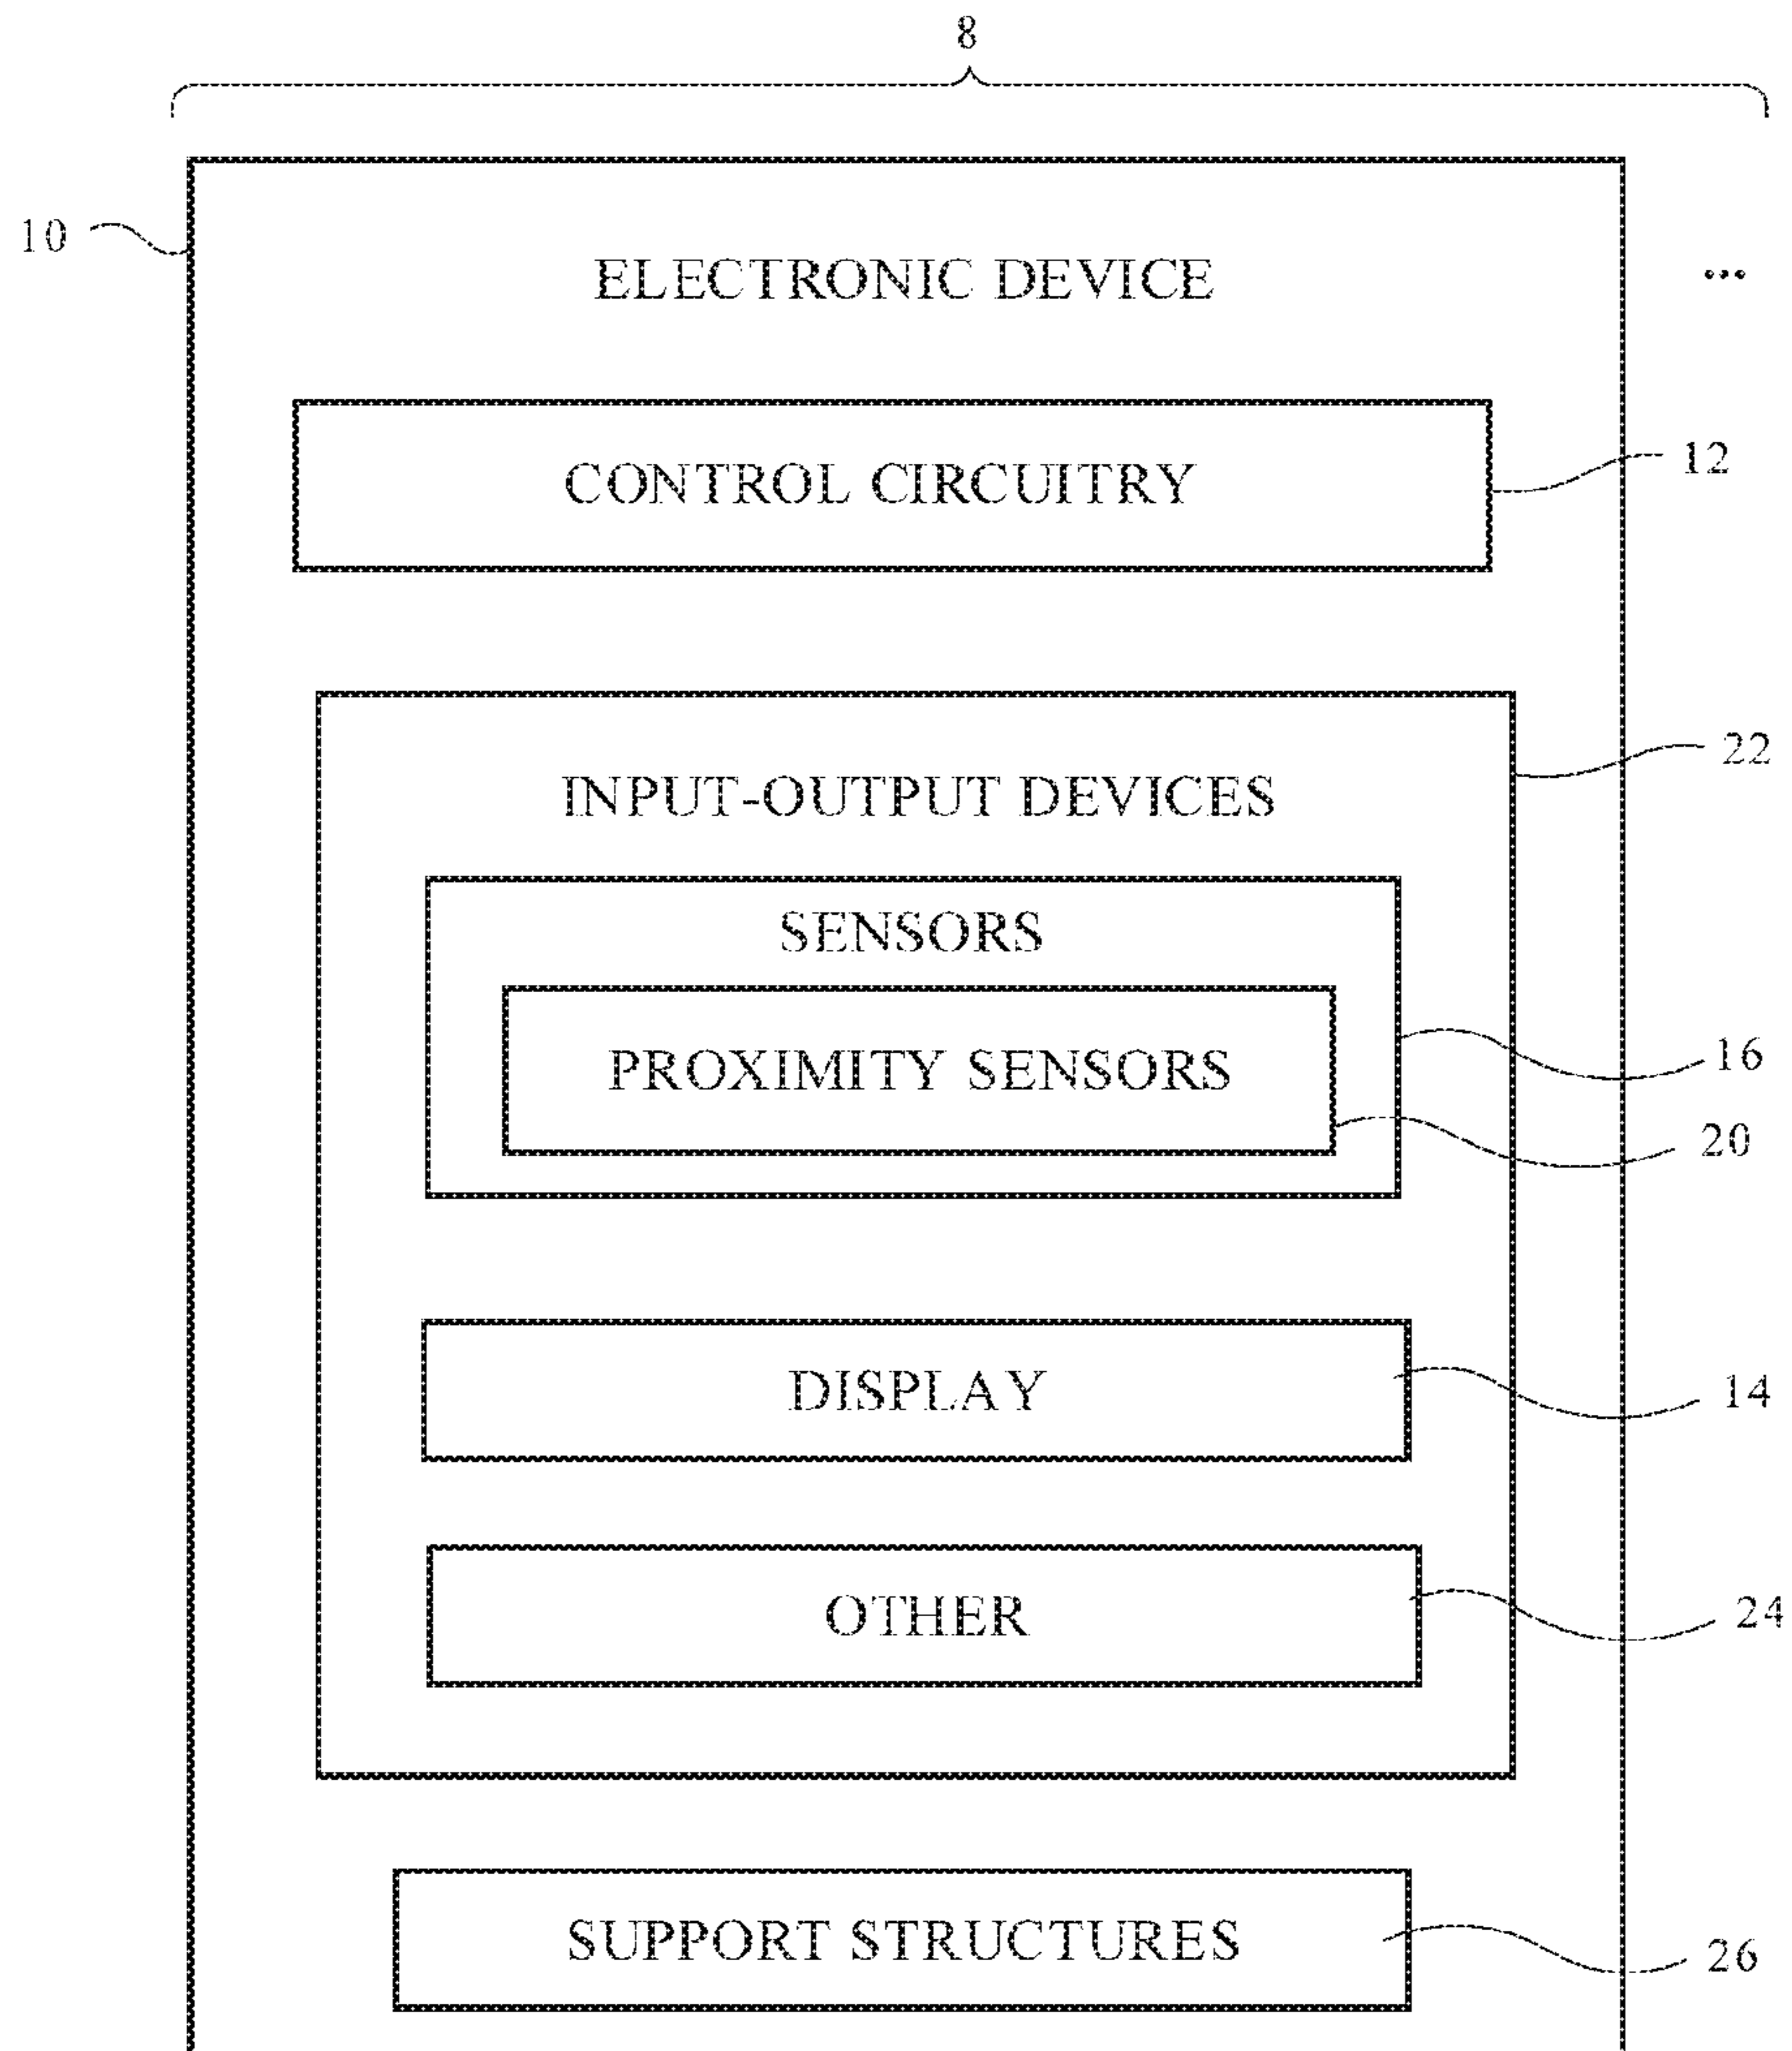 8
10
ELECTRONIC DEVICE
...
CONTROL CIRCUITRY
12
22
INPUT-OUTPUT DEVICES
SENSORS
PROXIMITY SENSORS
16
20
DISPLAY
14
OTHER
24
SUPPORT STRUCTURES
26